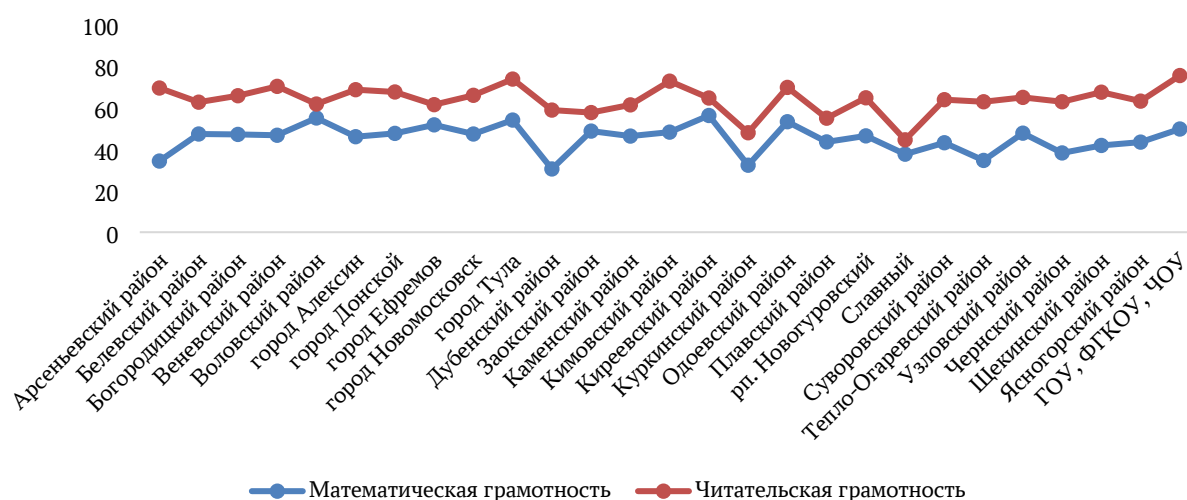 100
80
60
40
20
0
Арсеньевский район
Белевский район
Богородицкий район
Веневский район
Воловский район
город Алексин
город Донской
город Ефремов
город Новомосковск
город Тула
Дубенский район
Заокский район
Каменский район
Кимовский район
Киреевский район
Куркинский район
Одоевский район
Плавский район
рп. Новогуровский
Славный
Суворовский район
Тепло-Огаревский район
Узловский район
Чернский район
Щекинский район
Ясногорский район
ГОУ, ФГКОУ, ЧОУ
Математическая грамотность
Читательская грамотность